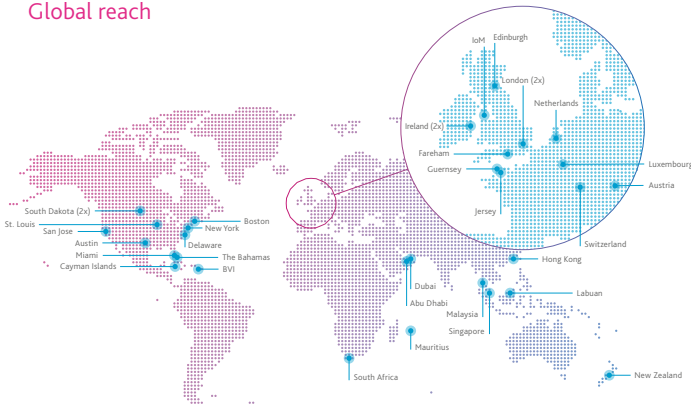 Global reach
IoM
Edinburgh
London (2x)
Netherlands
Ireland (2x)
Fareham
Guernsey
Luxembourg
Austria
Jersey
Switzerland
South Dakota (2x)
St. Louis
San Jose
Boston
New York
Austin
Delaware
Miami
The Bahamas
Cayman Islands
BVI
Hong Kong
Dubai
Abu Dhabi
Labuan
Malaysia
Singapore
Mauritius
South Africa
New Zealand